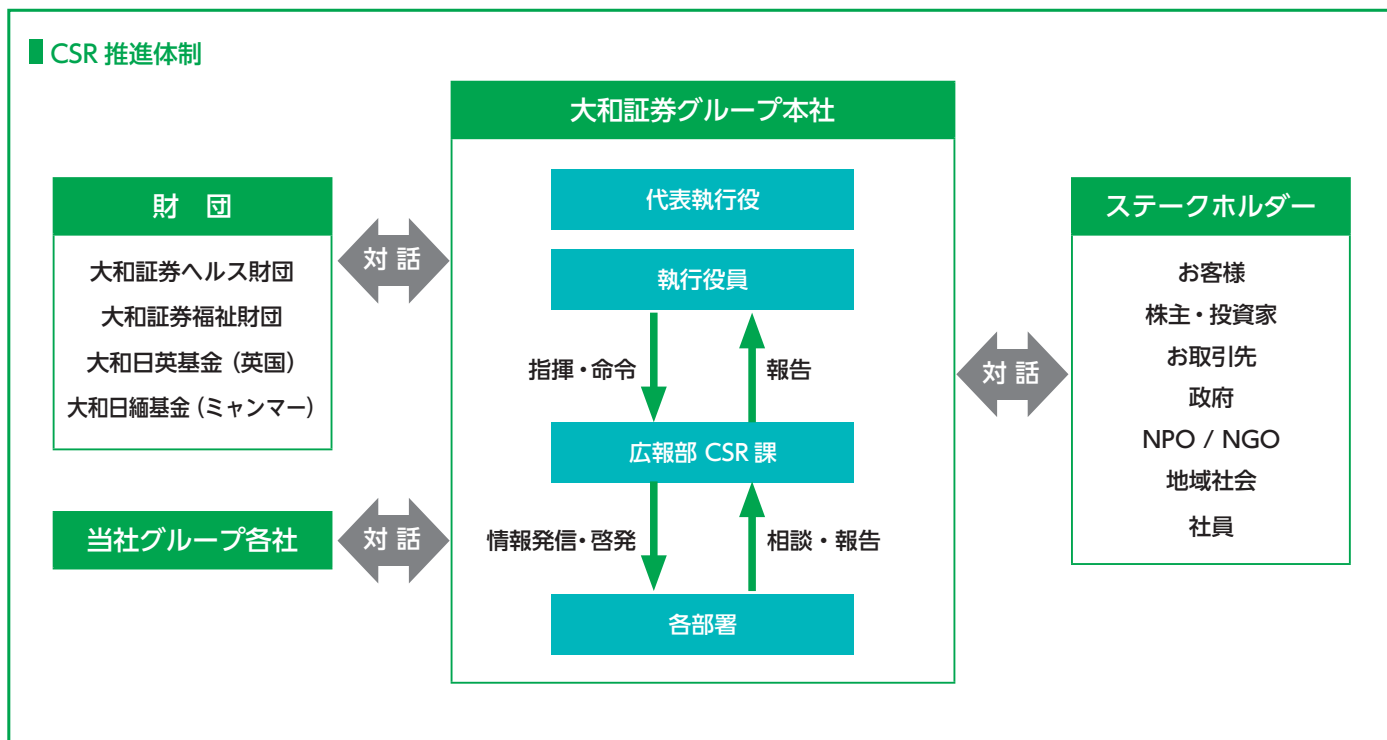 CSR 推進体制
財　団
大和証券ヘルス財団
大和証券福祉財団
大和日英基金（英国）
大和日緬基金（ミャンマー）
当社グループ各社
対 話
対 話
大和証券グループ本社
代表執行役
執行役員
指揮・命令
報告
広報部 CSR 課
情報発信・啓発
相談・報告
各部署
対 話
ステークホルダー
お客様
株主・投資家
お取引先
政府
NPO / NGO
地域社会
社員